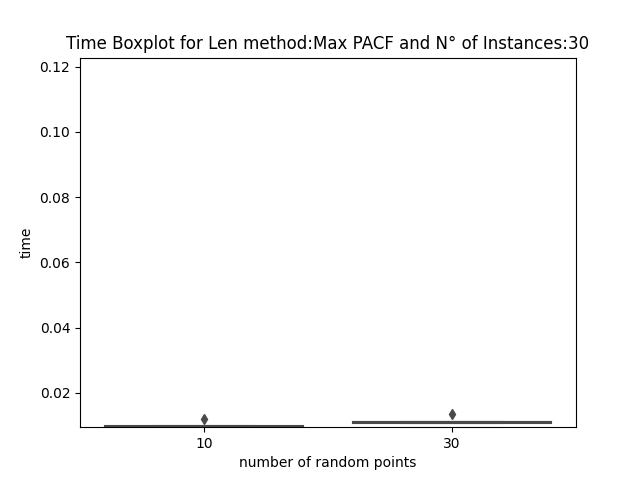 Time Boxplot for Len method:Max PACF and N° of Instances:30
0.12
0.10
0.08
0.06
0.04
0.02
time
10 30
number of random points